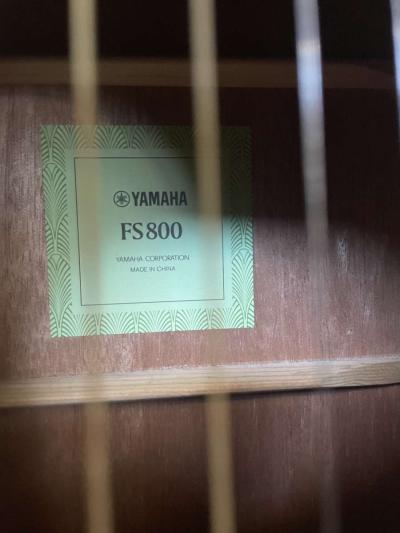 YAMAHA
FS800
YAMAHA CORPORATION
MADE IN CHINA